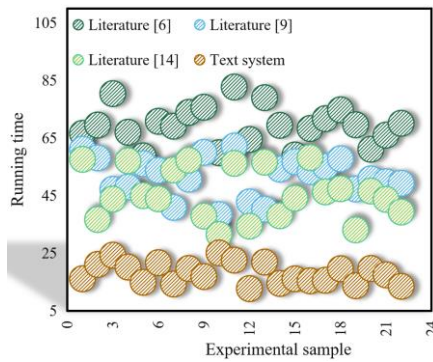 105
Literature [6] Literature [9]
Literature [14] Text system
85
65
45
25
5
Running time
0 3 6 9 12 15 18 21 24
Experimental sample